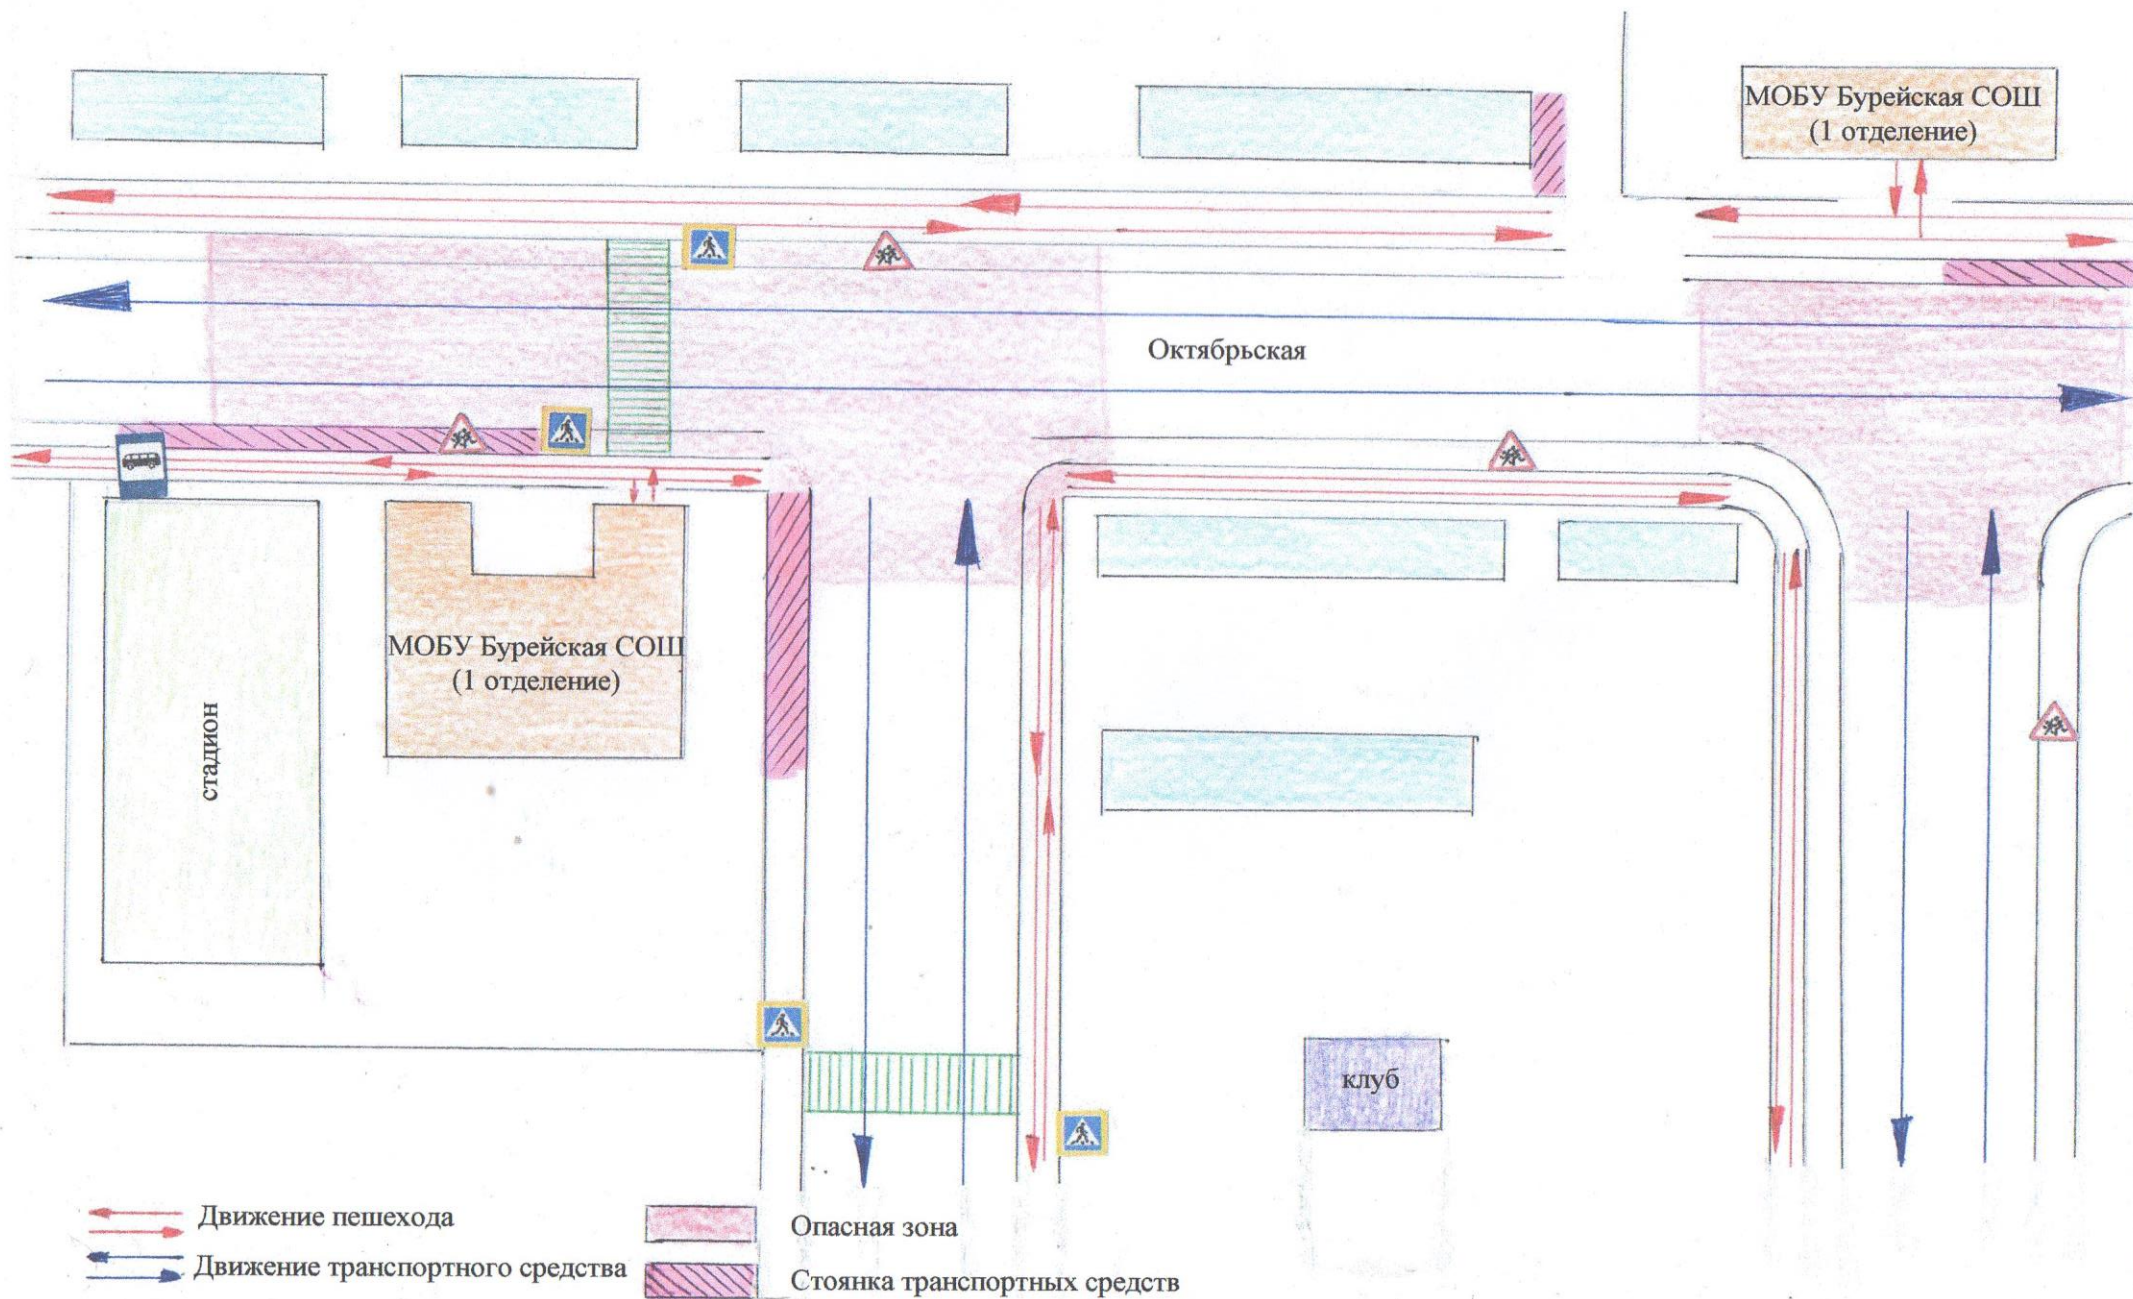 МОБУ Бурейская СОШ
(1 отделение)
Октябрьская
МОБУ Бурейская СОШ
(1 отделение)
стадион
клуб
Движение пешехода
Опасная зона
Движение транспортного средства
Стоянка транспортных средств